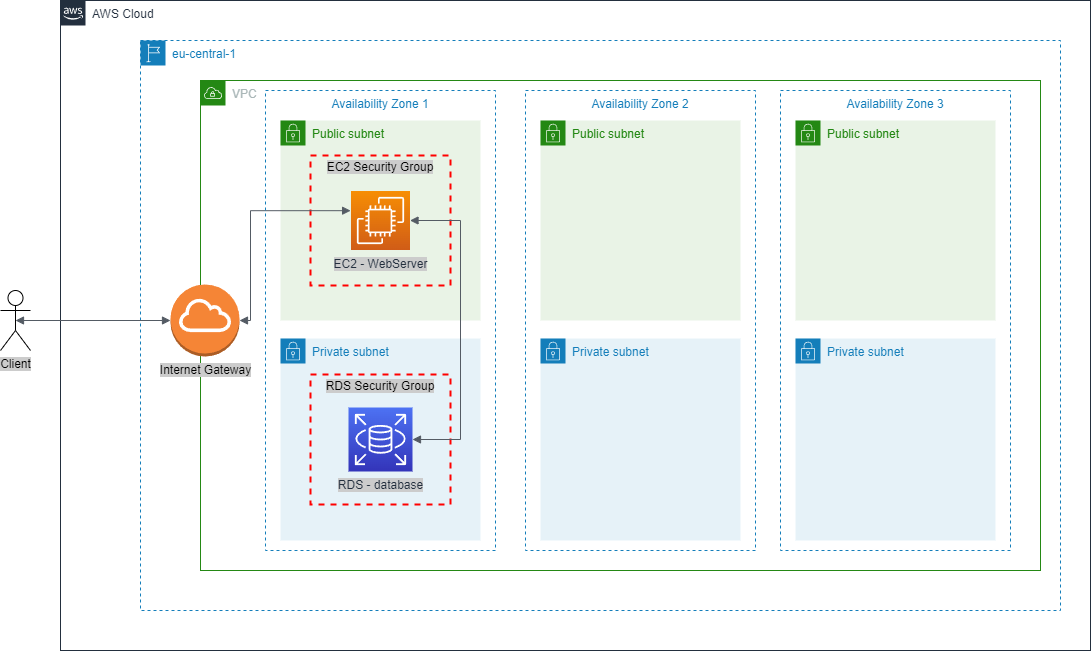 aws
AWS Cloud
eu-central-1
VPC
Availability Zone 1
Availability Zone 2
Availability Zone 3
Public subnet
Public subnet
Public subnet
EC2 Security Group
EC2 - WebServer
Client
Internet Gateway
Private subnet
Private subnet
Private subnet
RDS Security Group
RDS - database